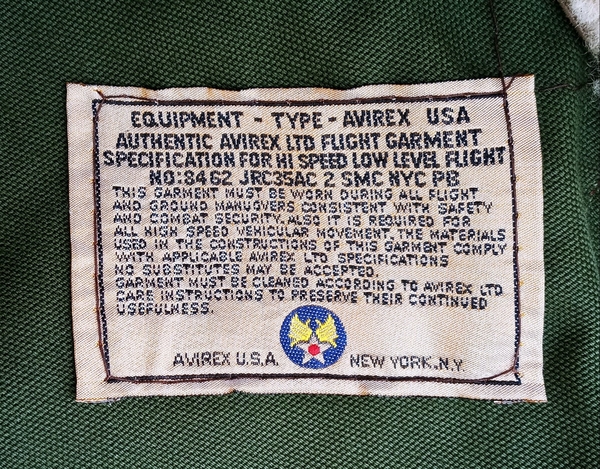 EQUIPMENT - TYPE - AVIREX USA
AUTHENTIC AVIREX LTD FLIGHT GARMENT
SPECIFICATION FOR HI SPEED LOW LEVEL FLIGHT
NO:8462 JRC35AC 2 SMC NYC PB
THIS GARMENT MUST BE WORN DURING ALL FLIGHT
AND GROUND MANUOVERS CONSISTENT WITH SAFETY
AND COMBAT SECURITY. ALSO IT IS REQUIRED FOR
ALL HIGH SPEED VEHICULAR MOVEMENT. THE MATERIALS
USED IN THE CONSTRUCTIONS OF THIS GARMENT COMPLY
WITH APPLICABLE AVIREX LTD SPECIFICATIONS
NO SUBSTITUTES MAY BE ACCEPTED.
GARMENT MUST BE CLEANED ACCORDING TO AVIREX LTD
CARE INSTRUCTIONS TO PRESERVE THEIR CONTINUED
USEFULNESS.
AVIREX U.S.A. NEW YORK.N.Y.